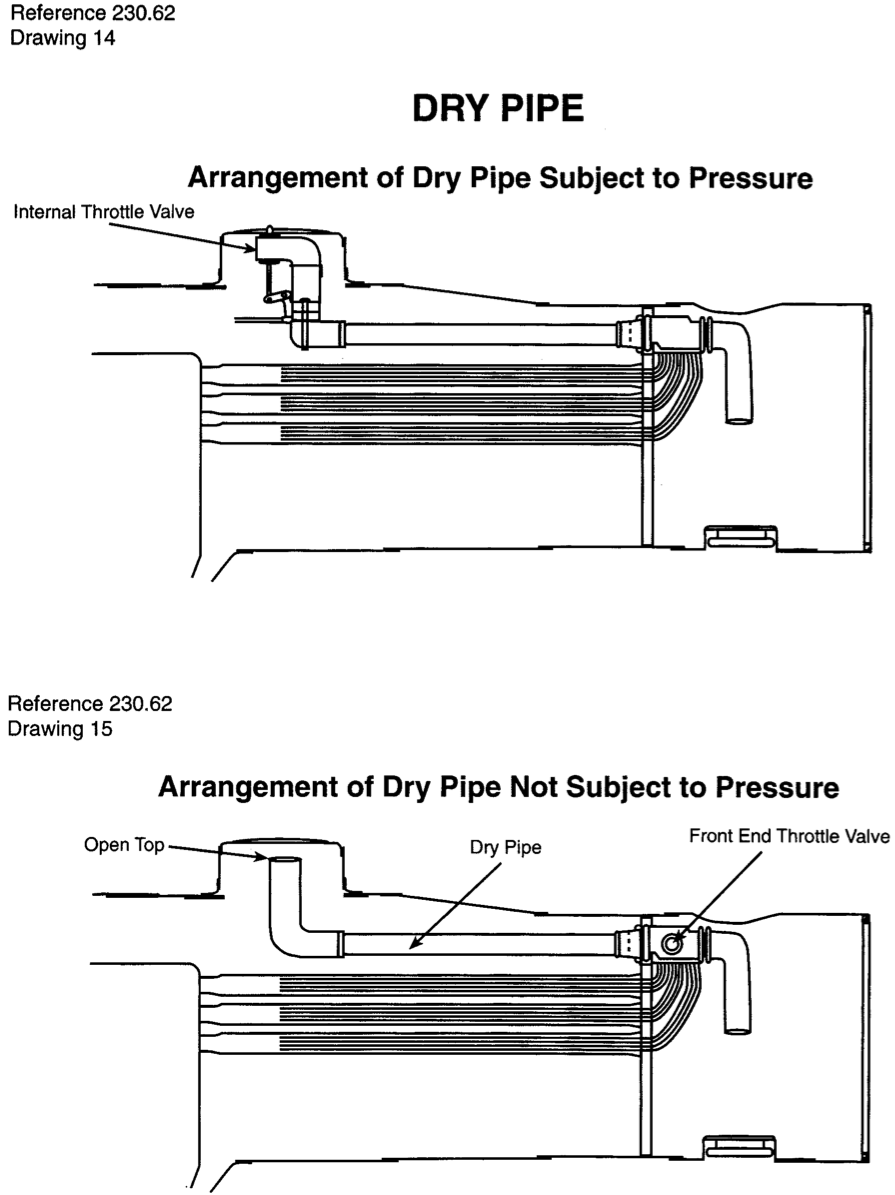 Reference 230.62
Drawing 14
DRY PIPE
Arrangement of Dry Pipe Subject to Pressure
Internal Throttle Valve
Reference 230.62
Drawing 15
Arrangement of Dry Pipe Not Subject to Pressure
Open Top
Dry Pipe
Front End Throttle Valve